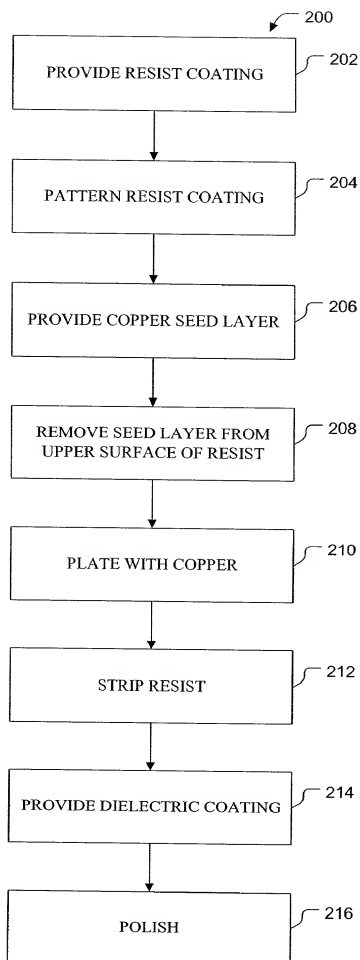 200
PROVIDE RESIST COATING
202
PATTERN RESIST COATING
204
PROVIDE COPPER SEED LAYER
206
REMOVE SEED LAYER FROM
UPPER SURFACE OF RESIST
208
PLATE WITH COPPER
210
STRIP RESIST
212
PROVIDE DIELECTRIC COATING
214
POLISH
216